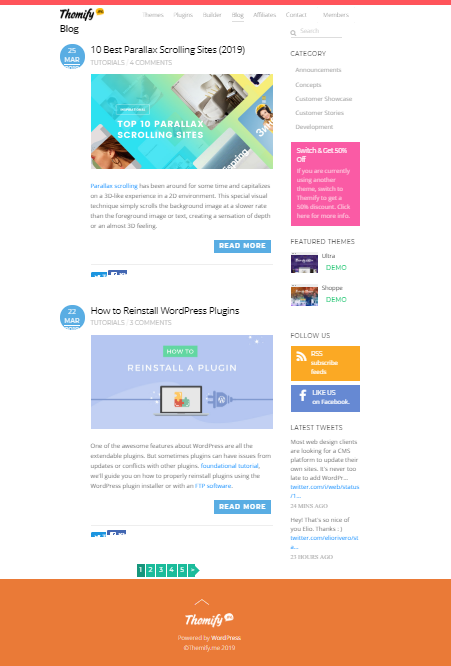 Themify
Themes Plugins Builder Blog Affiliates Contact Members
Blog
Search
25
MAR
10 Best Parallax Scrolling Sites (2019)
TUTORIALS · 4 COMMENTS
TOP 10 PARALLAX
SCROLLING SITES
Parallax scrolling has been around for some time and capitalizes
on a 3D-like experience in a 2D environment. This special visual
technique simply scrolls the background image at a slower rate
than the foreground image or text, creating a sensation of depth
or an almost 3D feeling.
READ MORE
22
MAR
How to Reinstall WordPress Plugins
TUTORIALS · 3 COMMENTS
HOW TO
REINSTALL A PLUGIN
One of the awesome features about WordPress are all the
extendable plugins. But sometimes plugins can have issues from
updates or conflicts with other plugins. foundational tutorial,
we'll guide you on how to properly reinstall plugins using the
WordPress plugin installer or with an FTP software.
READ MORE
1 2 3 4 5 »
CATEGORY
Announcements
Concepts
Customer Showcase
Customer Stories
Development
Switch & Get 50%
Off
If you are currently
using another
theme, switch to
Themify to get a
50% discount. Click
here for more info.
FEATURED THEMES
Ultra
DEMO
Shoppe
DEMO
FOLLOW US
RSS
subscribe
feeds
LIKE US
on Facebook.
LATEST TWEETS
Most web design clients
are looking for a CMS
platform to update their
own sites. It's never too
late to add WordPr...
twitter.com/i/web/status
/1...
24 MINS AGO
Hey! That's so nice of
you Elio. Thanks : )
twitter.com/eliorivero/st
a...
23 HOURS AGO
Themify
Powered by WordPress
©Themify.me 2019